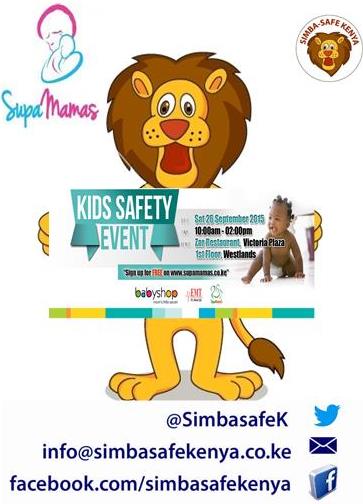 SIMBA-SAFE KENYA
Supa Mamas
KIDS SAFETY
EVENT
Sat 26 September 2015
10:00am - 02:00pm
Zer Restaurant, Victoria Plaza
1st Floor, Westlands
*Sign up for FREE on www.supamamas.co.ke*
babyshop
EMT
@SimbasafeK
info@simbasafekenya.co.ke
facebook.com/simbasafekenya
f